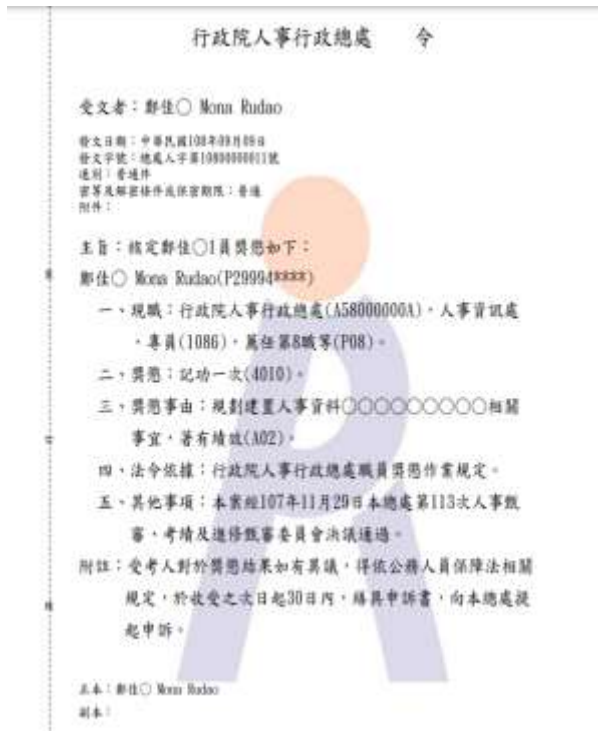 行政院人事行政總處　　令
受文者：鄭佳○ Mona Rudao
發文日期：中華民國108年09月09日
發文字號：總處人字第10800000011號
速別：普通件
密等及解密條件或保密期限：普通
附件：
主旨：核定鄭佳○1員獎懲如下：
鄭佳○ Mona Rudao(P29994****)
一、現職：行政院人事行政總處(A58000000A)，人事資訊處
，專員(1086)，薦任第8職等(P08)。
二、獎懲：記功一次(4010)。
三、獎懲事由：規劃建置人事資料○○○○○○○○○相關
事宜，著有績效(A02)。
四、法令依據：行政院人事行政總處職員獎懲作業規定。
五、其他事項：本案經107年11月29日本總處第113次人事甄
審、考績及進修甄審委員會決議通過。
附註：受考人對於獎懲結果如有異議，得依公務人員保障法相關
規定，於收受之次日起30日內，繕具申訴書，向本總處提
起申訴。
正本：鄭佳○ Mona Rudao
副本：
裝
訂
線